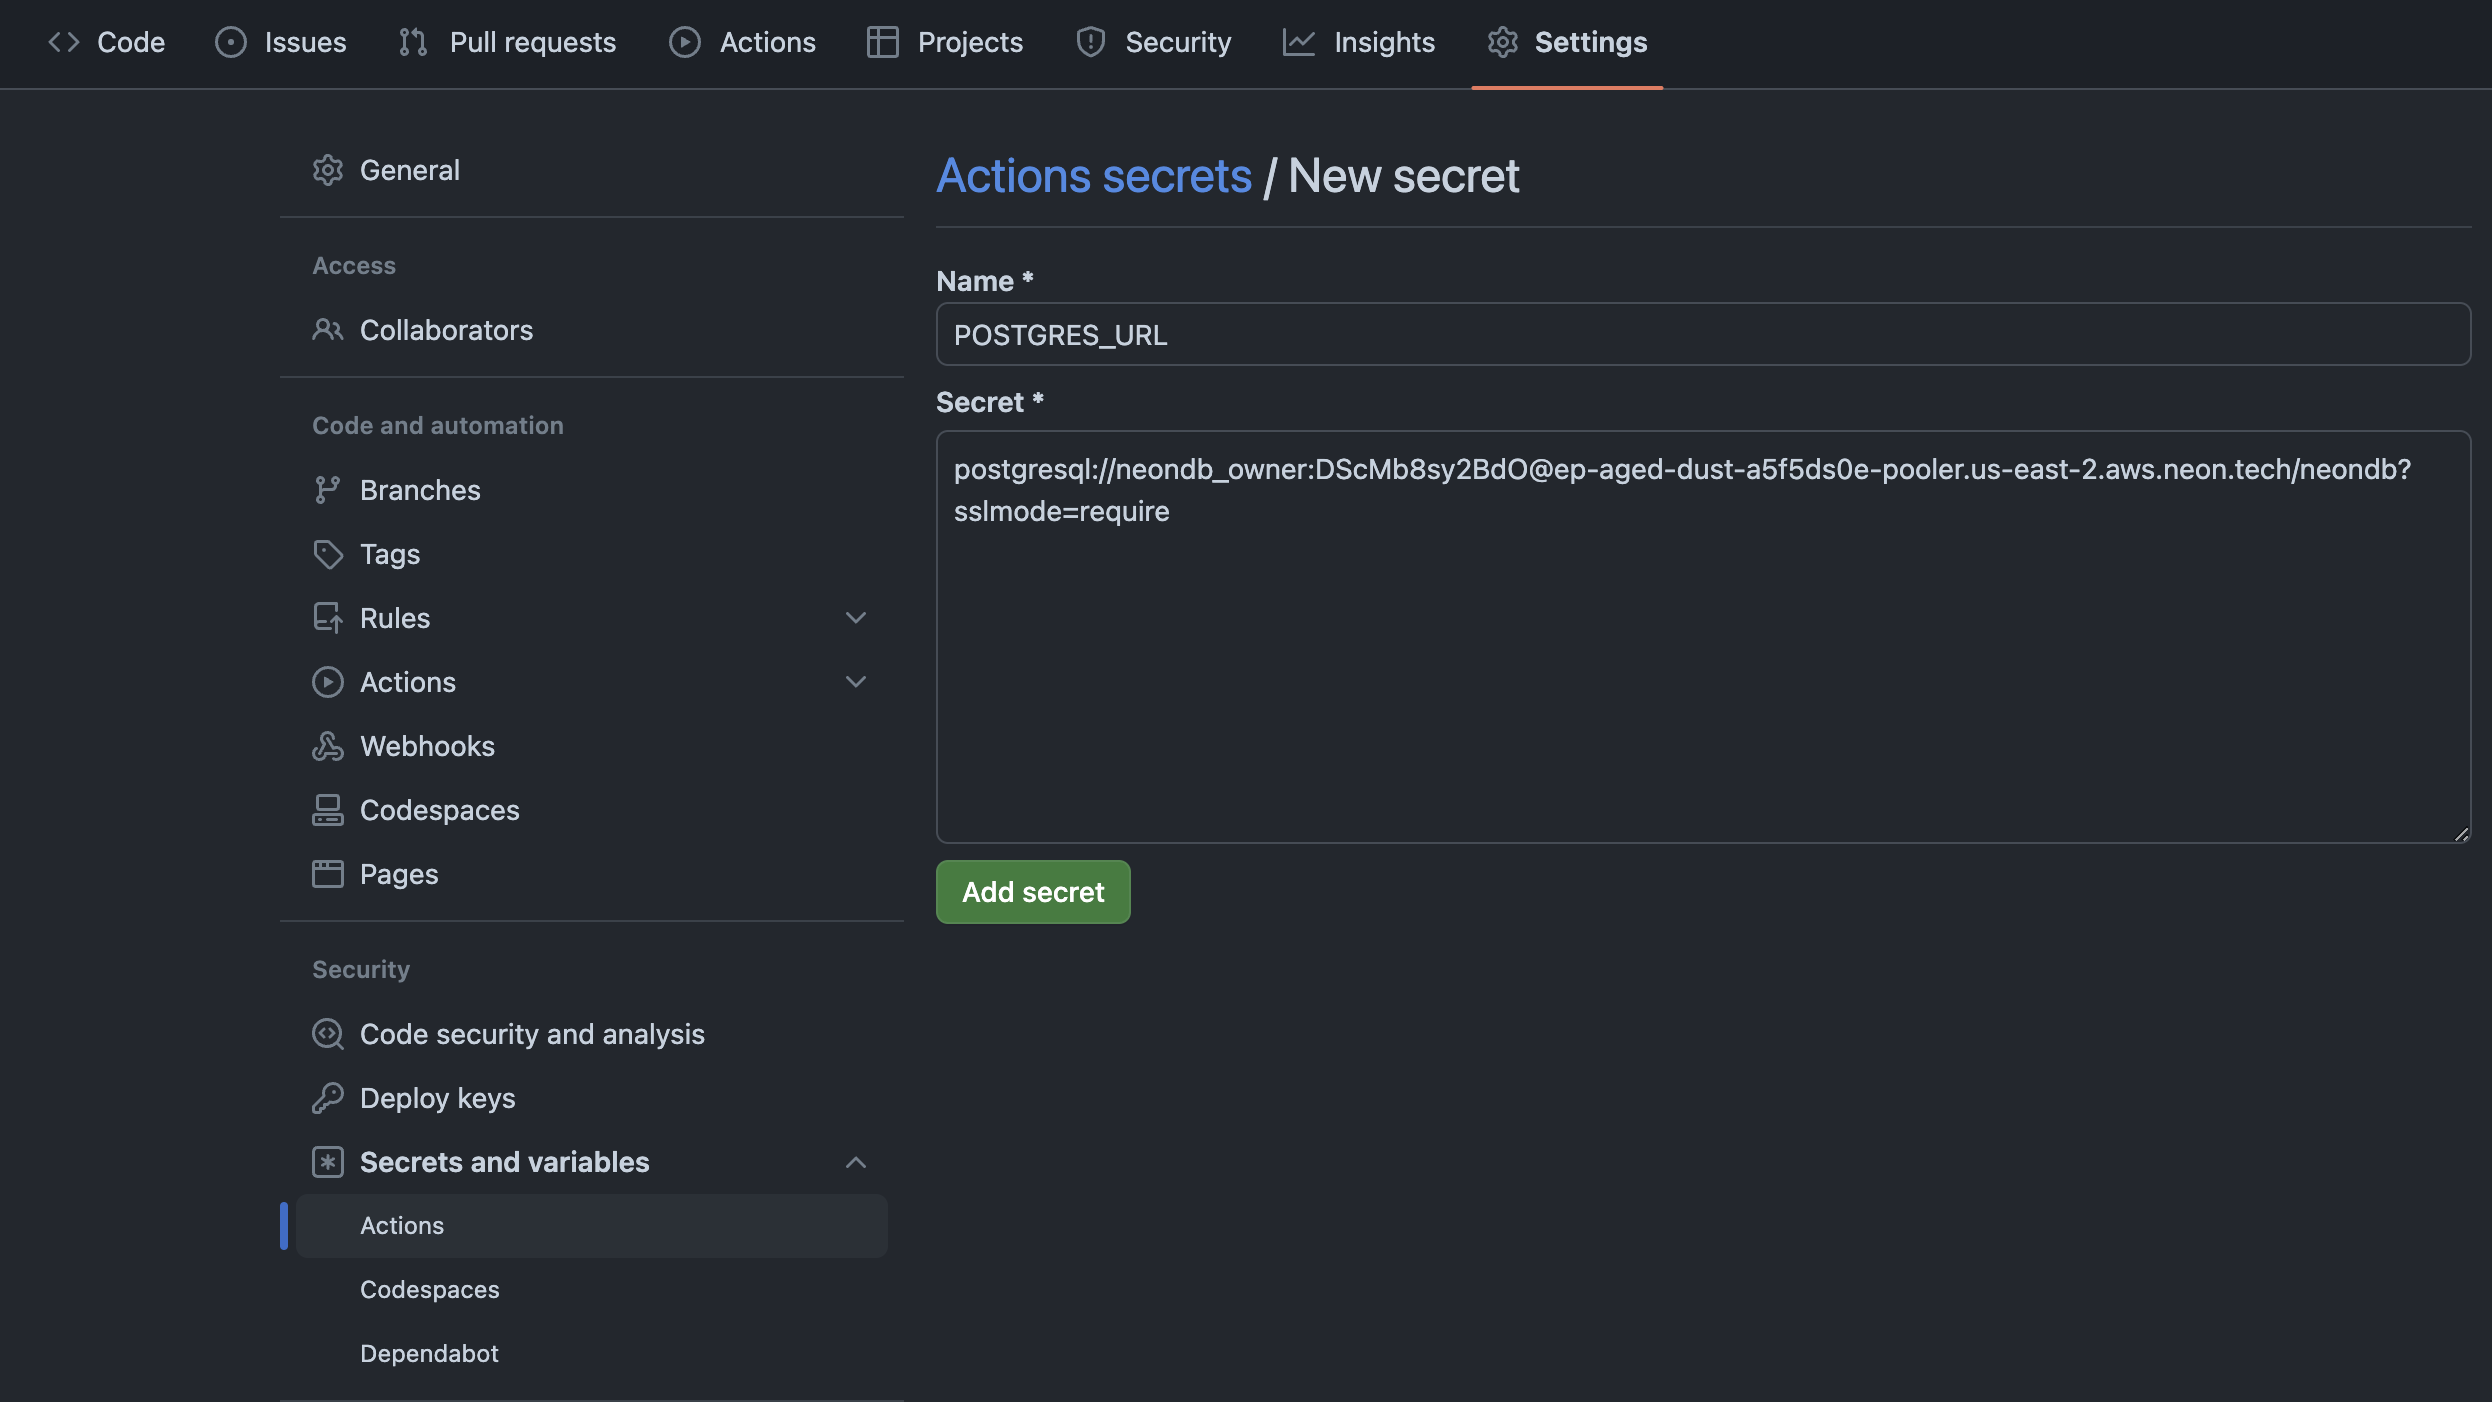 Code
Issues
Pull requests
Actions
Projects
Security
Insights
Settings
General
Access
Collaborators
Code and automation
Branches
Tags
Rules
Actions
Webhooks
Codespaces
Pages
Security
Code security and analysis
Deploy keys
Secrets and variables
Actions
Codespaces
Dependabot
Actions secrets / New secret
Name *
POSTGRES_URL
Secret *
postgresql://neondb_owner:DScMb8sy2BdO@ep-aged-dust-a5f5ds0e-pooler.us-east-2.aws.neon.tech/neondb?
sslmode=require
Add secret